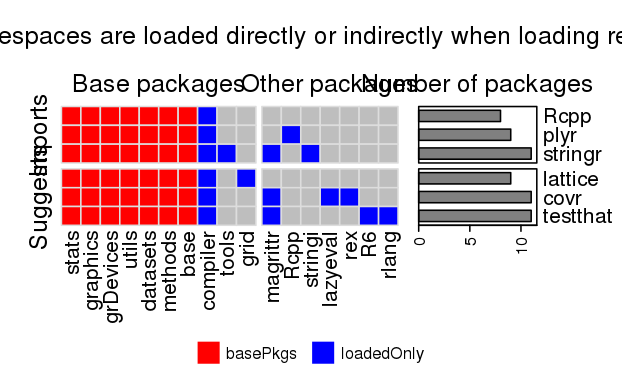 espaces are loaded directly or indirectly when loading re
Base packages
Other packages
Number of packages
Imports
Suggests
Rcpp
plyr
stringr
lattice
covr
testthat
0
5
10
stats
graphics
grDevices
utils
datasets
methods
base
compiler
tools
grid
magrittr
Rcpp
stringi
lazyeval
rex
R6
rlang
basePkgs
loadedOnly